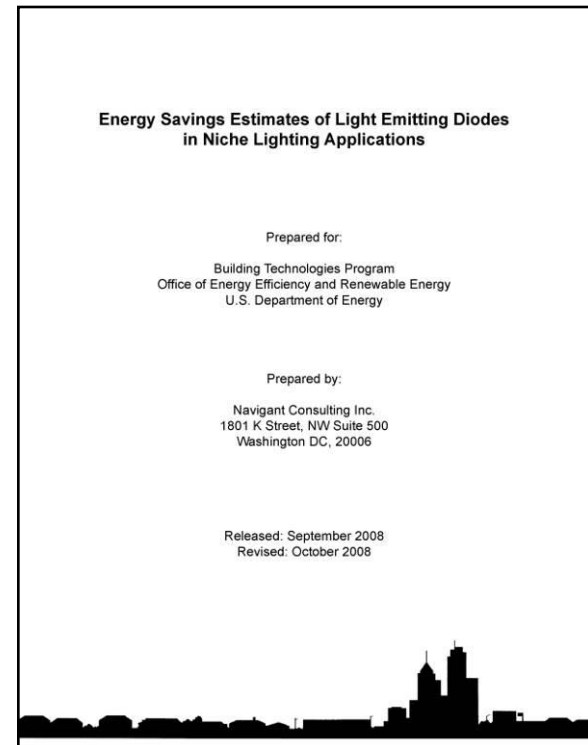 Energy Savings Estimates of Light Emitting Diodes
in Niche Lighting Applications
Prepared for:
Building Technologies Program
Office of Energy Efficiency and Renewable Energy
U.S. Department of Energy
Prepared by:
Navigant Consulting Inc.
1801 K Street, NW Suite 500
Washington DC, 20006
Released: September 2008
Revised: October 2008